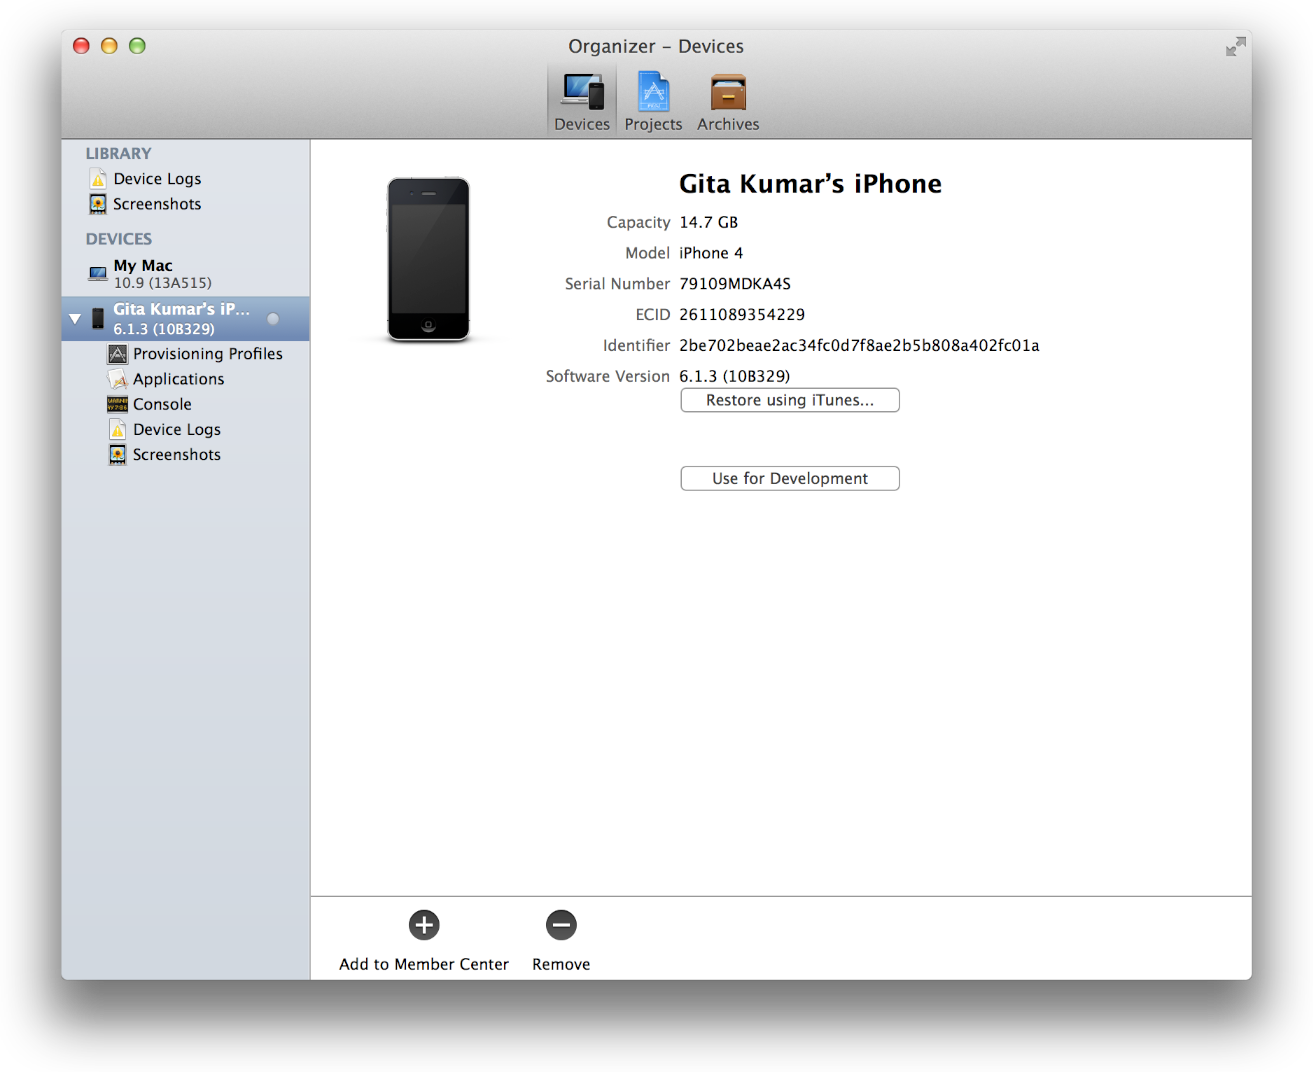 Organizer – Devices
Devices Projects Archives
LIBRARY
Device Logs
Screenshots
DEVICES
My Mac
10.9 (13A515)
Gita Kumar’s iP...
6.1.3 (10B329)
Provisioning Profiles
Applications
Console
Device Logs
Screenshots
Gita Kumar’s iPhone
Capacity 14.7 GB
Model iPhone 4
Serial Number 79109MDKA4S
ECID 2611089354229
Identifier 2be702beae2ac34fc0d7f8ae2b5b808a402fc01a
Software Version 6.1.3 (10B329)
Restore using iTunes...
Use for Development
Add to Member Center Remove